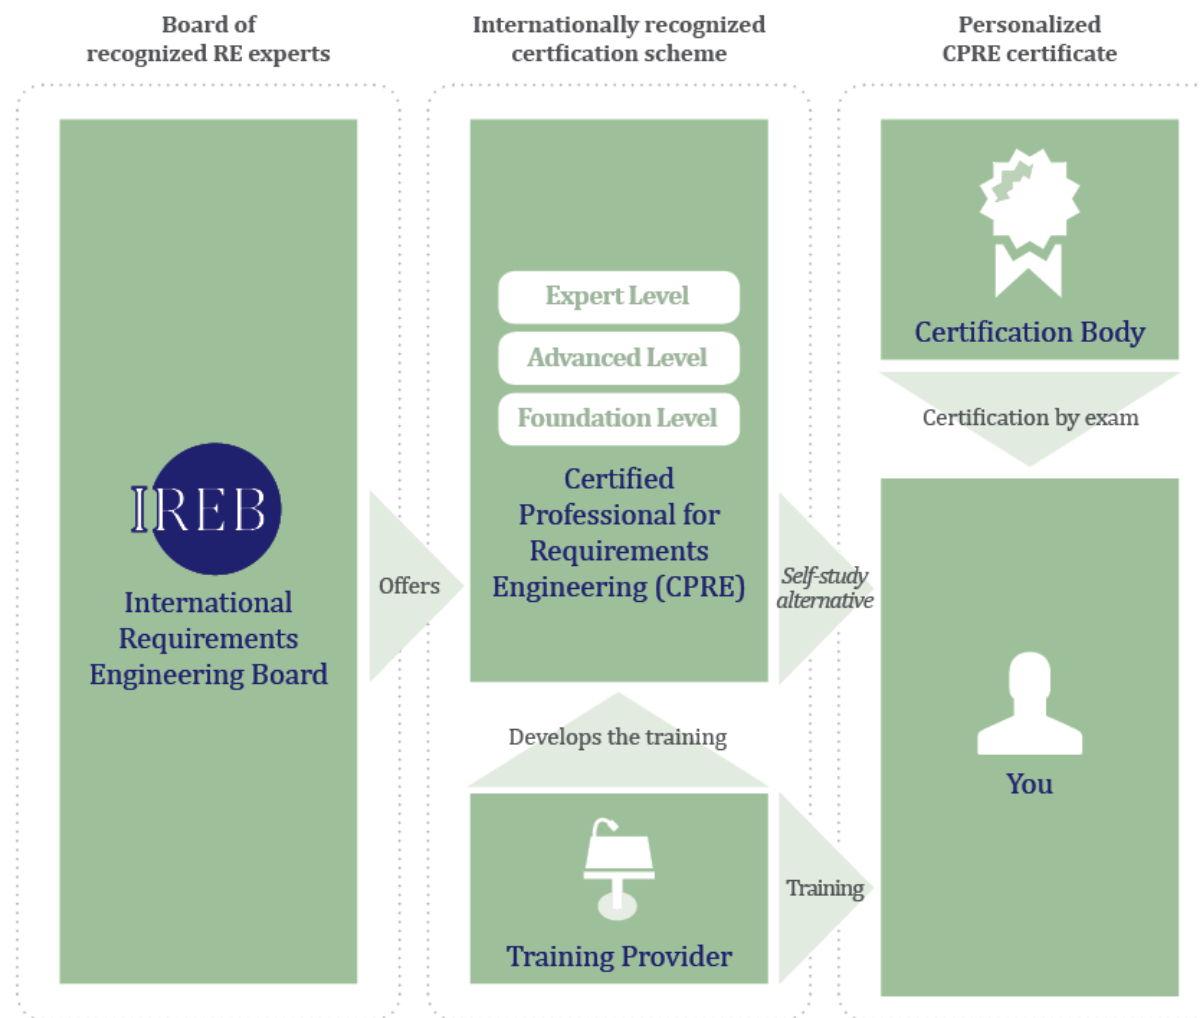 Board of
recognized RE experts
Internationally recognized
certfication scheme
Personalized
CPRE certificate
IREB
International
Requirements
Engineering Board
Offers
Expert Level
Advanced Level
Foundation Level
Certified
Professional for
Requirements
Engineering (CPRE)
Develops the training
Training Provider
Self-study
alternative
Training
Certification Body
Certification by exam
You